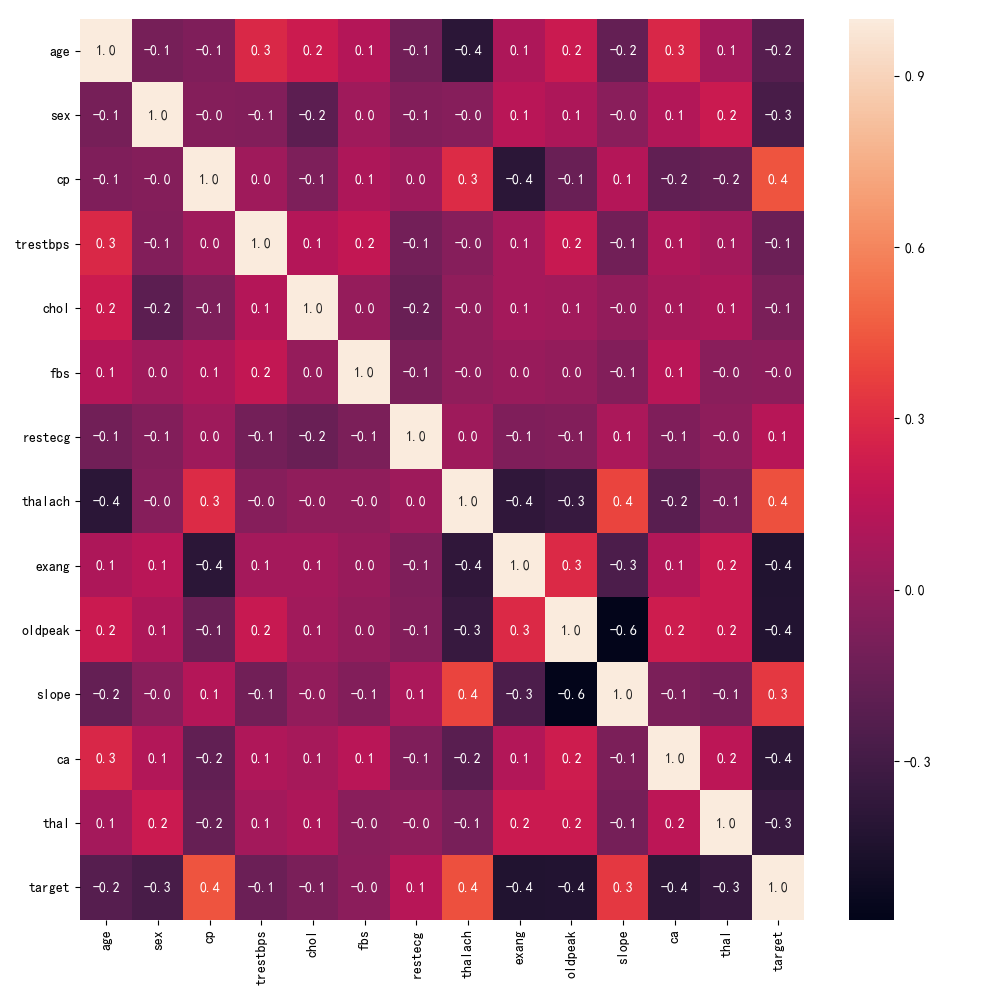 age 1.0 −0.1 −0.1 0.3 0.2 0.1 −0.1 −0.4 0.1 0.2 −0.2 0.3 0.1 −0.2
0.9
sex −0.1 1.0 −0.0 −0.1 −0.2 0.0 −0.1 −0.0 0.1 0.1 −0.0 0.1 0.2 −0.3
cp −0.1 −0.0 1.0 0.0 −0.1 0.1 0.0 0.3 −0.4 −0.1 0.1 −0.2 −0.2 0.4
trestbps 0.3 −0.1 0.0 1.0 0.1 0.2 −0.1 −0.0 0.1 0.2 −0.1 0.1 0.1 −0.1
0.6
chol 0.2 −0.2 −0.1 0.1 1.0 0.0 −0.2 −0.0 0.1 0.1 −0.0 0.1 0.1 −0.1
fbs 0.1 0.0 0.1 0.2 0.0 1.0 −0.1 −0.0 0.0 0.0 −0.1 0.1 −0.0 −0.0
0.3
restecg −0.1 −0.1 0.0 −0.1 −0.2 −0.1 1.0 0.0 −0.1 −0.1 0.1 −0.1 −0.0 0.1
thalach −0.4 −0.0 0.3 −0.0 −0.0 −0.0 0.0 1.0 −0.4 −0.3 0.4 −0.2 −0.1 0.4
exang 0.1 0.1 −0.4 0.1 0.1 0.0 −0.1 −0.4 1.0 0.3 −0.3 0.1 0.2 −0.4
0.0
oldpeak 0.2 0.1 −0.1 0.2 0.1 0.0 −0.1 −0.3 0.3 1.0 −0.6 0.2 0.2 −0.4
slope −0.2 −0.0 0.1 −0.1 −0.0 −0.1 0.1 0.4 −0.3 −0.6 1.0 −0.1 −0.1 0.3
ca 0.3 0.1 −0.2 0.1 0.1 0.1 −0.1 −0.2 0.1 0.2 −0.1 1.0 0.2 −0.4
−0.3
thal 0.1 0.2 −0.2 0.1 0.1 −0.0 −0.0 −0.1 0.2 0.2 −0.1 0.2 1.0 −0.3
target −0.2 −0.3 0.4 −0.1 −0.1 −0.0 0.1 0.4 −0.4 −0.4 0.3 −0.4 −0.3 1.0
age sex cp trestbps chol fbs restecg thalach exang oldpeak slope ca thal target